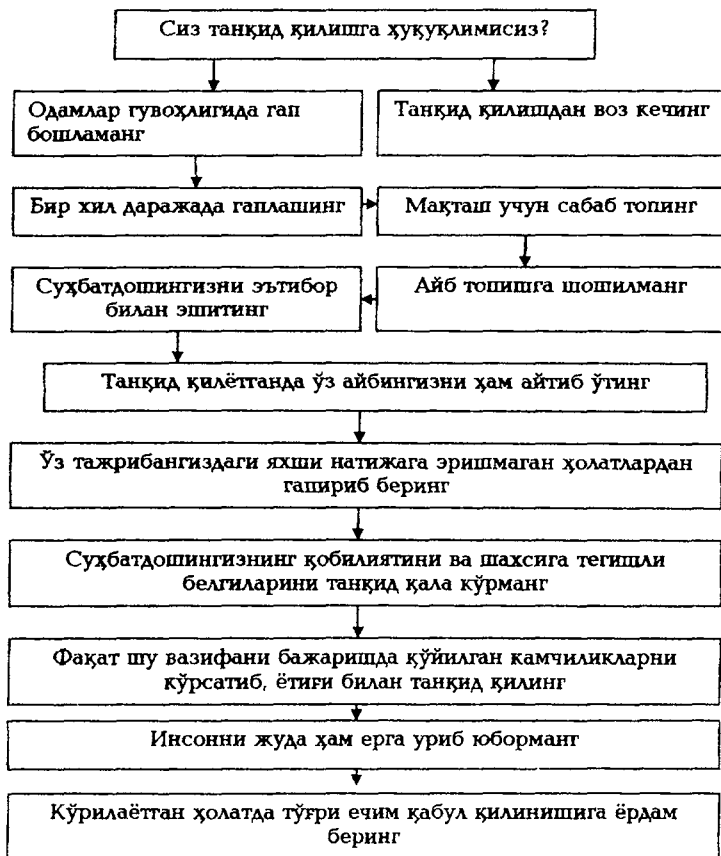 Сиз танқид қилишга ҳуқуқлимисиз?
Одамлар гувоҳлигида гап
бошламанг
Танқид қилишдан воз кечинг
Бир хил даражада гаплашинг
Мақташ учун сабаб топинг
Суҳбатдошингизни эътибор
билан эшитинг
Айб топишга шошилманг
Танқид қилётганда ўз айбингизни ҳам айтиб ўтинг
Ўз тажрибангиздаги яхши натижага эришмаган ҳолатлардан
гапириб беринг
Суҳбатдошингизнинг қобилиятини ва шахсига тегишли
белгиларини танқид қала кўрманг
Фақат шу вазифани бажаришда қўйилган камчиликларни
кўрсатиб, ётиғи билан танқид қилинг
Инсонни жуда ҳам ерга уриб юборманг
Кўрилаётган ҳолатда тўғри ечим қабул қилинишига ёрдам
беринг